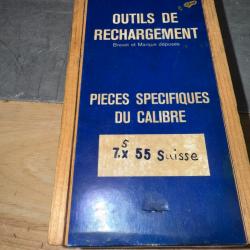 OUTILS DE
RECHARGEMENT
Brevet et Marque déposés
PIECES SPECIFIQUES
DU CALIBRE
7,5 x 55 Suisse